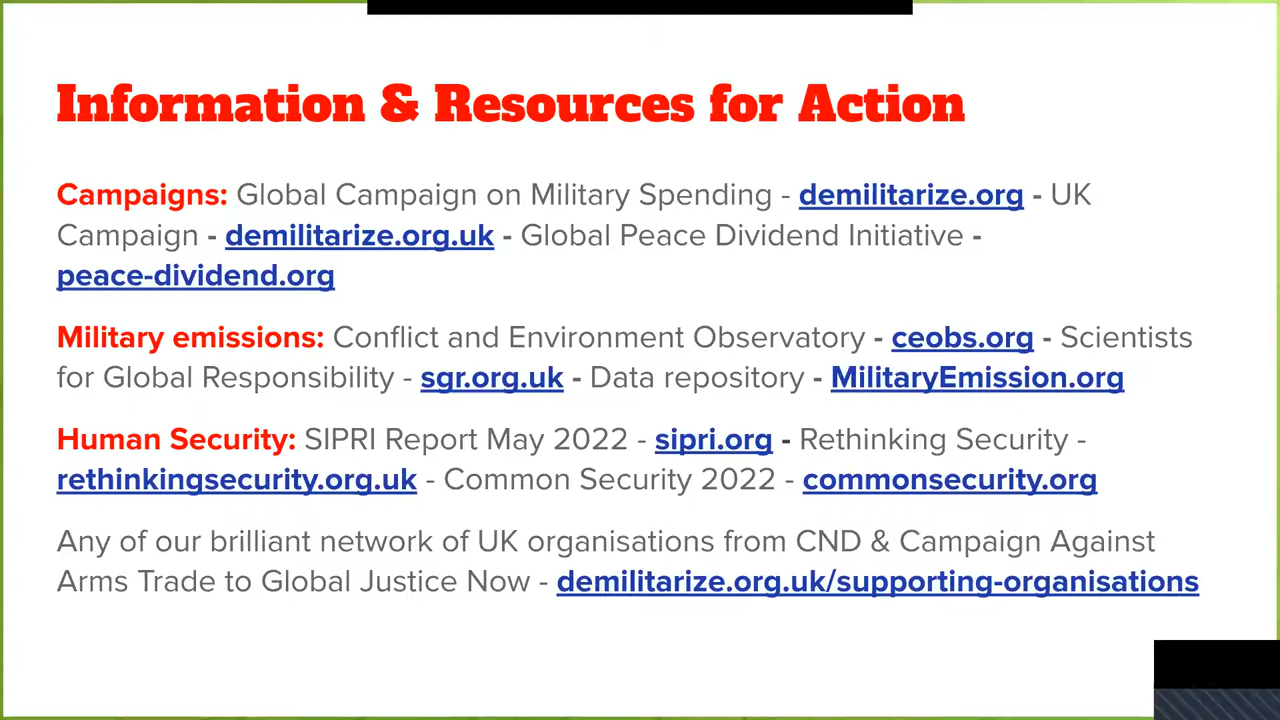 Information & Resources for Action
Campaigns: Global Campaign on Military Spending - demilitarize.org - UK
Campaign - demilitarize.org.uk - Global Peace Dividend Initiative -
peace-dividend.org
Military emissions: Conflict and Environment Observatory - ceobs.org - Scientists
for Global Responsibility - sgr.org.uk - Data repository - MilitaryEmission.org
Human Security: SIPRI Report May 2022 - sipri.org - Rethinking Security -
rethinkingsecurity.org.uk - Common Security 2022 - commonsecurity.org
Any of our brilliant network of UK organisations from CND & Campaign Against
Arms Trade to Global Justice Now - demilitarize.org.uk/supporting-organisations